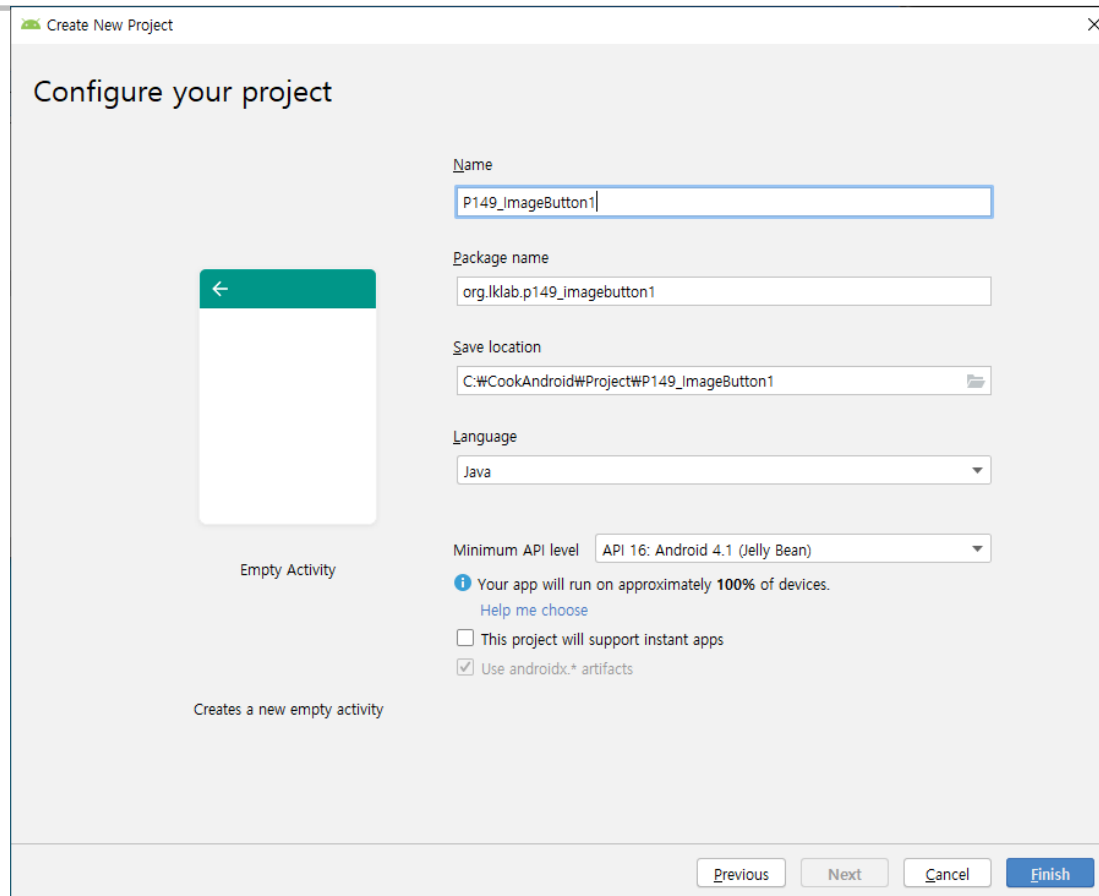 Create New Project
Configure your project
Name
P149_ImageButton1
Package name
org.lklab.p149_imagebutton1
Save location
C:₩CookAndroid₩Project₩P149_ImageButton1
Language
Java
Minimum API level API 16: Android 4.1 (Jelly Bean)
Your app will run on approximately 100% of devices.
Help me choose
This project will support instant apps
Use androidx.* artifacts
Empty Activity
Creates a new empty activity
Previous Next Cancel Finish